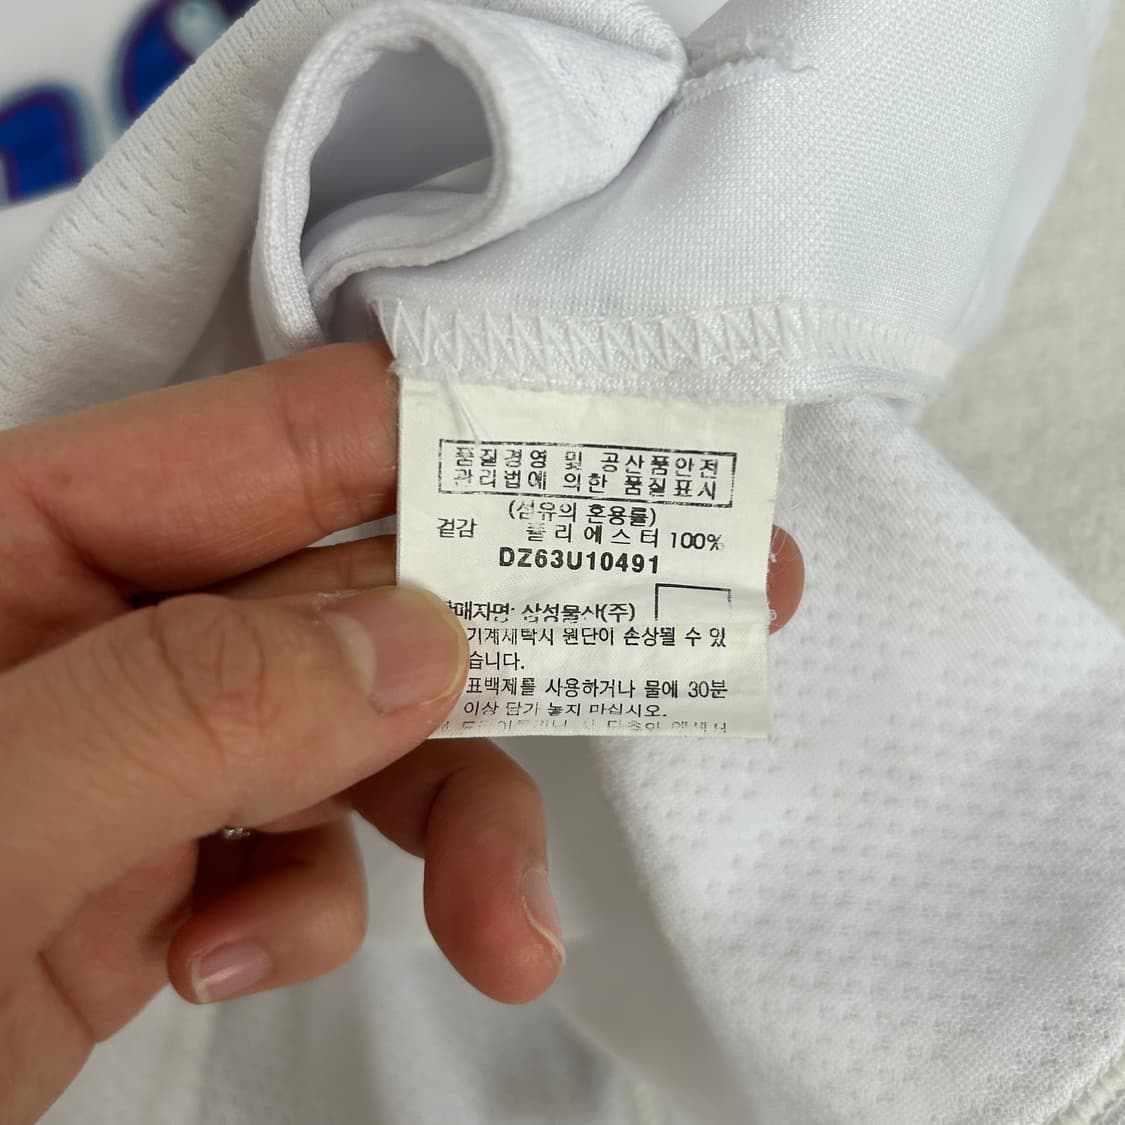 품질경영 및 공산품안전
관리법에 의한 품질표시
(섬유의 혼용률)
겉감 폴리에스터 100%
DZ63U10491
판매자명: 삼성물산(주)
기계세탁시 원단이 손상될 수 있
습니다.
표백제를 사용하거나 물에 30분
이상 담가 놓지 마십시오.